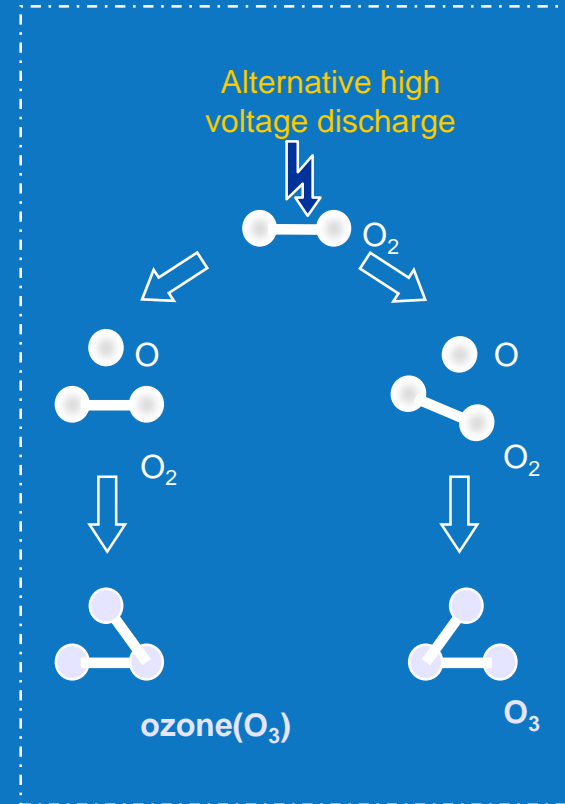 Alternative high
voltage discharge
O₂
O
O
O₂
O₂
ozone(O₃)
O₃